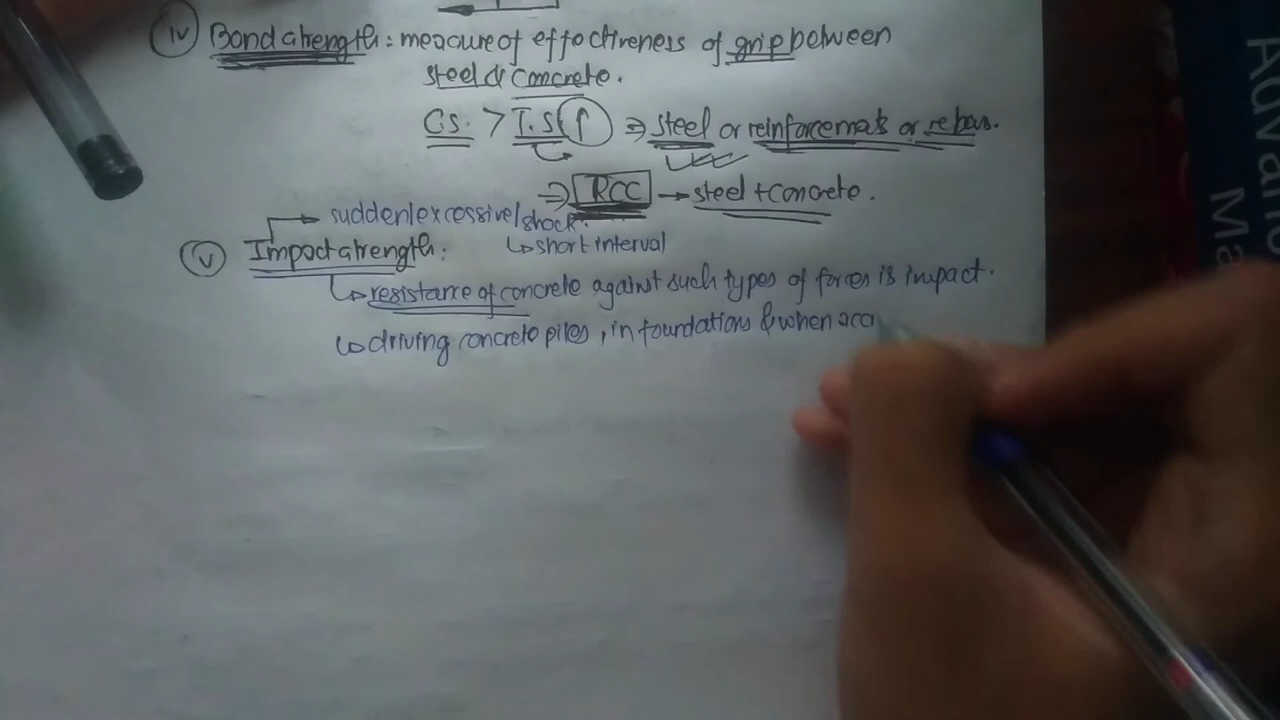 iv Bond strength : measure of effectiveness of grip between
steel & concrete.
C.S. > T.S (↑) ⇒ steel or reinforcements or rebars.
⇒ RCC → steel + concrete.
sudden/excessive/shock.
↳ short interval
v Impact strength :
↳ resistance of concrete against such types of forces is impact.
↳ driving concrete piles, in foundations & when
Advan
Ma